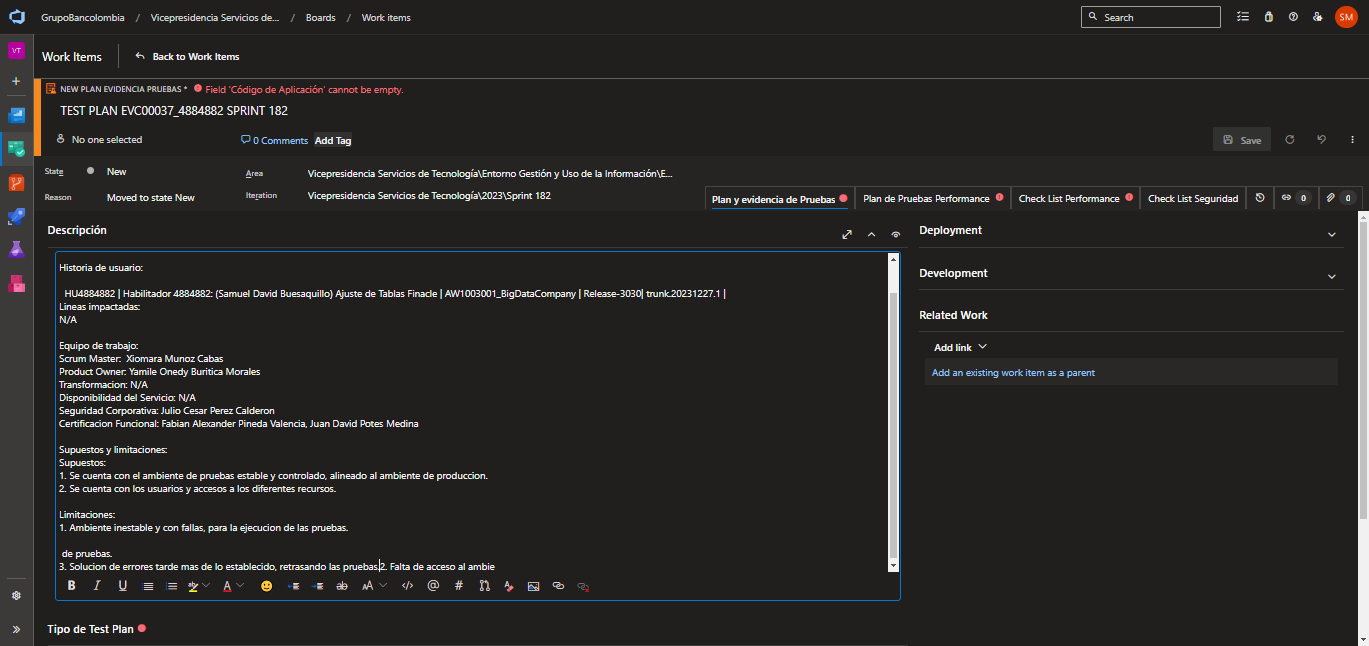 GrupoBancolombia / Vicepresidencia Servicios de... / Boards / Work items
Search
SM
VT
Work Items
Back to Work Items
NEW PLAN EVIDENCIA PRUEBAS * Field 'Código de Aplicación' cannot be empty.
TEST PLAN EVC00037_4884882 SPRINT 182
No one selected
0 Comments
Add Tag
Save
State
New
Area
Vicepresidencia Servicios de Tecnología\Entorno Gestión y Uso de la Información\E...
Reason
Moved to state New
Iteration
Vicepresidencia Servicios de Tecnología\2023\Sprint 182
Plan y evidencia de Pruebas
Plan de Pruebas Performance
Check List Performance
Check List Seguridad
0
0
Descripción
Historia de usuario:
HU4884882 | Habilitador 4884882: (Samuel David Buesaquillo) Ajuste de Tablas Finacle | AW1003001_BigDataCompany | Release-3030| trunk.20231227.1 |
Lineas impactadas:
N/A
Equipo de trabajo:
Scrum Master:  Xiomara Munoz Cabas
Product Owner: Yamile Onedy Buritica Morales
Transformacion: N/A
Disponibilidad del Servicio: N/A
Seguridad Corporativa: Julio Cesar Perez Calderon
Certificacion Funcional: Fabian Alexander Pineda Valencia, Juan David Potes Medina
Supuestos y limitaciones:
Supuestos:
1. Se cuenta con el ambiente de pruebas estable y controlado, alineado al ambiente de produccion.
2. Se cuenta con los usuarios y accesos a los diferentes recursos.
Limitaciones:
1. Ambiente inestable y con fallas, para la ejecucion de las pruebas.
de pruebas.
3. Solucion de errores tarde mas de lo establecido, retrasando las pruebas.2. Falta de acceso al ambie
Tipo de Test Plan
Deployment
Development
Related Work
Add link
Add an existing work item as a parent